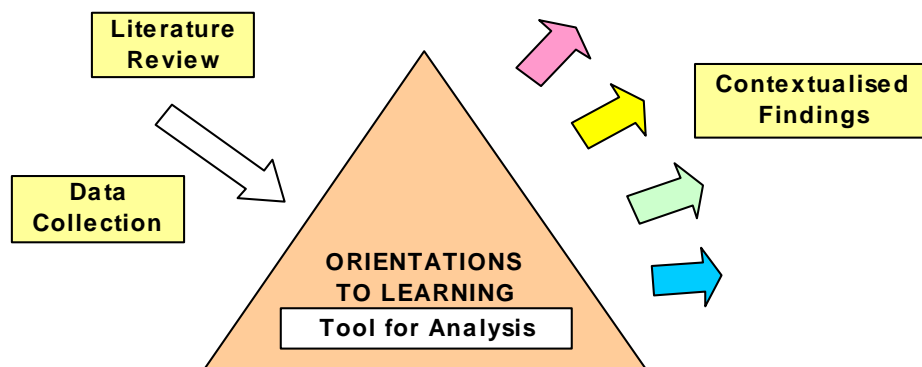 Literature
Review
Data
Collection
ORIENTATIONS
TO LEARNING
Tool for Analysis
Contextualised
Findings